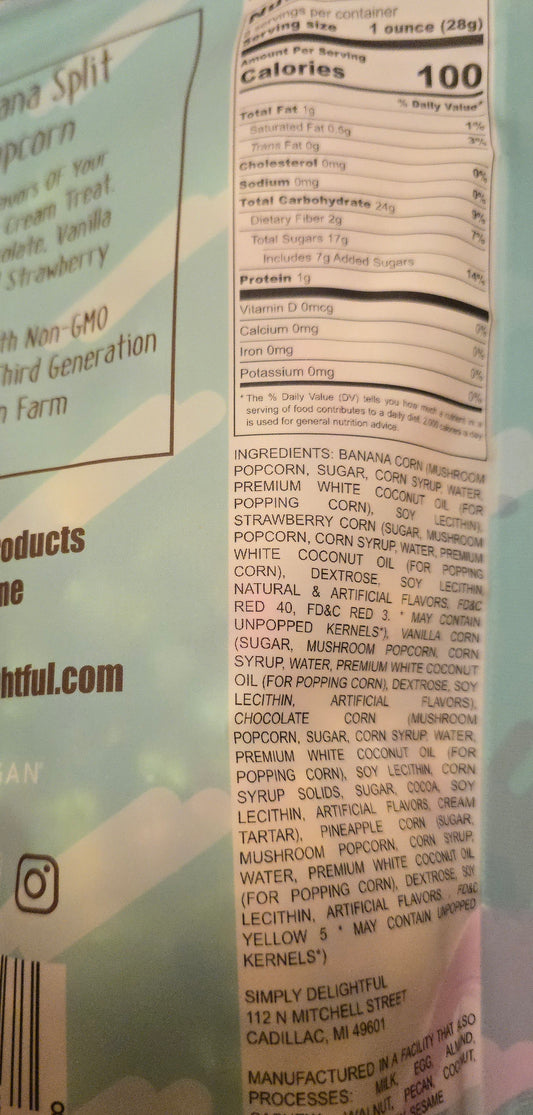 ana Split
pcorn
avors OF Your
Cream Treat.
olate, Vanilla
Strawberry
th Non-GMO
Third Generation
n Farm
oducts
me
htful.com
GAN
servings per container
Serving size 1 ounce (28g)
Amount Per Serving
Calories 100
% Daily Value*
Total Fat 1g 1%
Saturated Fat 0.5g 3%
Trans Fat 0g
Cholesterol 0mg 0%
Sodium 0mg 0%
Total Carbohydrate 24g 9%
Dietary Fiber 2g 7%
Total Sugars 17g
Includes 7g Added Sugars 14%
Protein 1g
Vitamin D 0mcg 0%
Calcium 0mg 0%
Iron 0mg 0%
Potassium 0mg 0%
* The % Daily Value (DV) tells you how much a nutrient in a
serving of food contributes to a daily diet. 2,000 calories a day
is used for general nutrition advice.
INGREDIENTS: BANANA CORN (MUSHROOM
POPCORN, SUGAR, CORN SYRUP, WATER,
PREMIUM WHITE COCONUT OIL (FOR
POPPING CORN), SOY LECITHIN),
STRAWBERRY CORN (SUGAR, MUSHROOM
POPCORN, CORN SYRUP, WATER, PREMIUM
WHITE COCONUT OIL (FOR POPPING
CORN), DEXTROSE, SOY LECITHIN,
NATURAL & ARTIFICIAL FLAVORS, FD&C
RED 40, FD&C RED 3. * MAY CONTAIN
UNPOPPED KERNELS*), VANILLA CORN
(SUGAR, MUSHROOM POPCORN, CORN
SYRUP, WATER, PREMIUM WHITE COCONUT
OIL (FOR POPPING CORN), DEXTROSE, SOY
LECITHIN, ARTIFICIAL FLAVORS),
CHOCOLATE CORN (MUSHROOM
POPCORN, SUGAR, CORN SYRUP, WATER,
PREMIUM WHITE COCONUT OIL (FOR
POPPING CORN), SOY LECITHIN, CORN
SYRUP SOLIDS, SUGAR, COCOA, SOY
LECITHIN, ARTIFICIAL FLAVORS, CREAM
TARTAR), PINEAPPLE CORN (SUGAR,
MUSHROOM POPCORN, CORN SYRUP,
WATER, PREMIUM WHITE COCONUT OIL
(FOR POPPING CORN), DEXTROSE, SOY
LECITHIN, ARTIFICIAL FLAVORS, , FD&C
YELLOW 5 * MAY CONTAIN UNPOPPED
KERNELS*)
SIMPLY DELIGHTFUL
112 N MITCHELL STREET
CADILLAC, MI 49601
MANUFACTURED IN A FACILITY THAT ALSO
PROCESSES: MILK, EGG, ALMOND,
WALNUT, PECAN, COCONUT,
SESAME